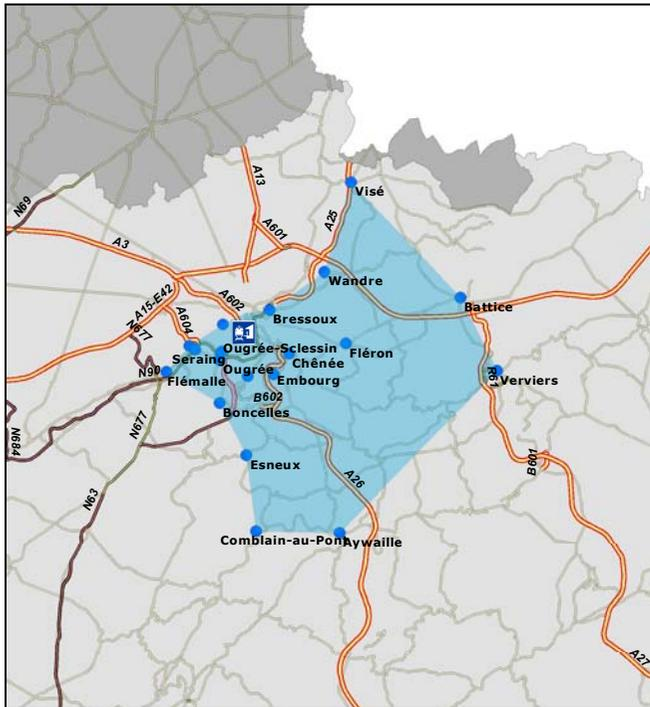 A13
Visé
N69
A25
A601
A3
Wandre
A15-E42
A602
Battice
Bressoux
A604
N677
Ougrée-Sclessin
Fléron
Seraing
Chênée
N90
Ougrée
R61
Flémalle
Embourg
Verviers
B602
Boncelles
N677
N684
Esneux
B601
A26
N63
Comblain-au-Pont
Aywaille
A27